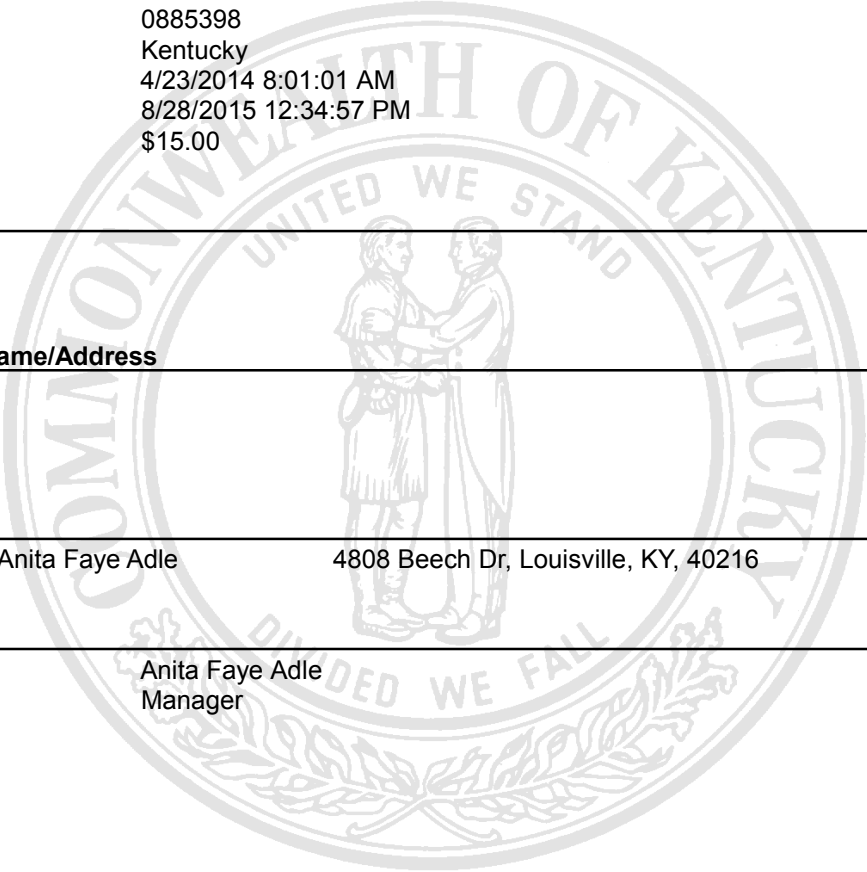 0885398
Kentucky
4/23/2014 8:01:01 AM
8/28/2015 12:34:57 PM
$15.00
COMMONWEALTH OF KENTUCKY
UNITED WE STAND
ame/Address
Anita Faye Adle 4808 Beech Dr, Louisville, KY, 40216
DIVIDED WE FALL
Anita Faye Adle
Manager